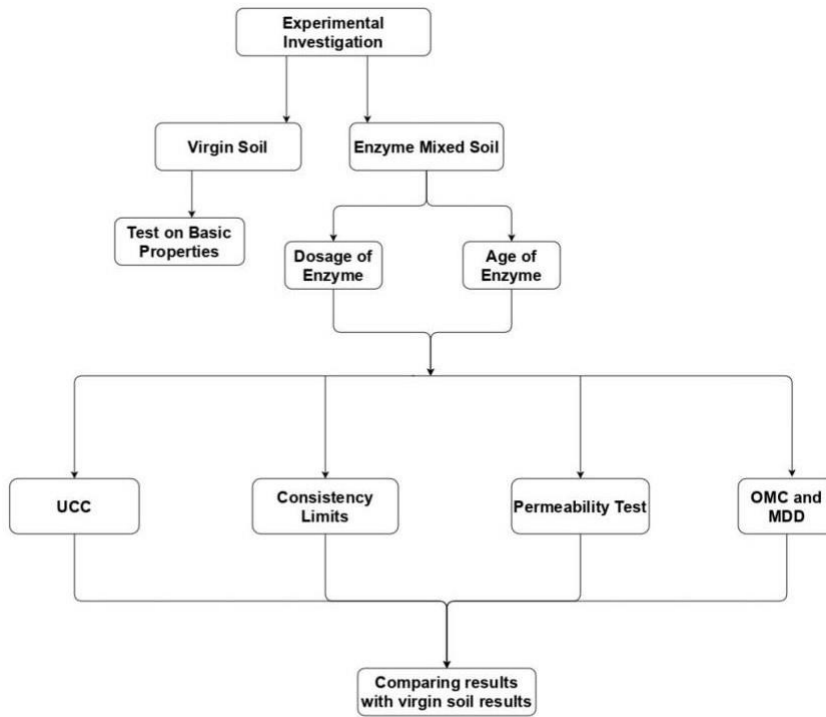 Experimental
Investigation
Virgin Soil
Enzyme Mixed Soil
Test on Basic
Properties
Dosage of
Enzyme
Age of
Enzyme
UCC
Consistency
Limits
Permeability Test
OMC and
MDD
Comparing results
with virgin soil results